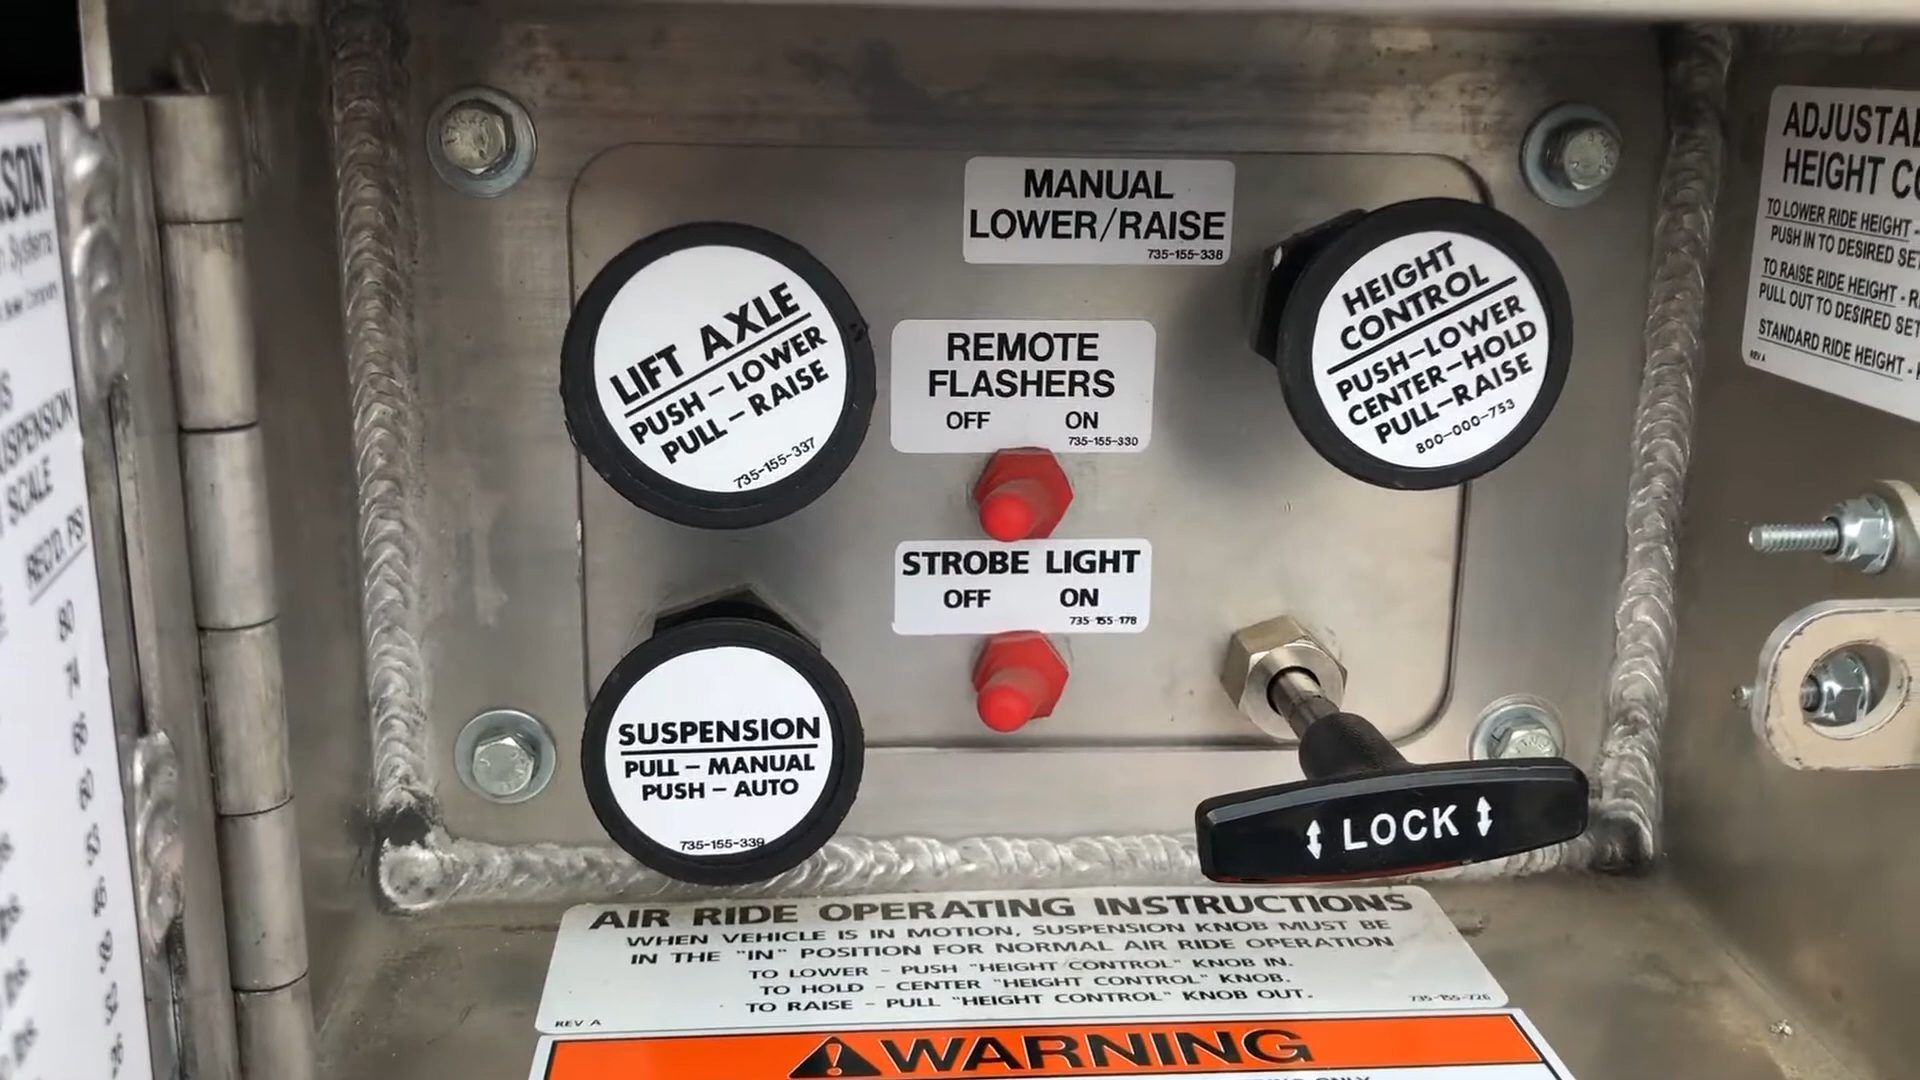 MANUAL
LOWER/RAISE
735-155-338
LIFT AXLE
PUSH - LOWER
PULL - RAISE
735-155-337
REMOTE
FLASHERS
OFF ON
735-155-330
HEIGHT
CONTROL
PUSH-LOWER
CENTER-HOLD
PULL-RAISE
800-000-753
STROBE LIGHT
OFF ON
735-155-178
SUSPENSION
PULL - MANUAL
PUSH - AUTO
735-155-339
LOCK
AIR RIDE OPERATING INSTRUCTIONS
WHEN VEHICLE IS IN MOTION, SUSPENSION KNOB MUST BE
IN THE "IN" POSITION FOR NORMAL AIR RIDE OPERATION
TO LOWER - PUSH "HEIGHT CONTROL" KNOB IN.
TO HOLD - CENTER "HEIGHT CONTROL" KNOB.
TO RAISE - PULL "HEIGHT CONTROL" KNOB OUT.
REV A
735-155-726
WARNING
HEIGHT
TO LOWER RIDE HEIGHT -
PUSH IN TO DESIRED
TO RAISE RIDE HEIGHT -
PULL OUT TO DESIRED
STANDARD RIDE HEIGHT -
REV A
Systems
SCALE
REC'D. PSI
80
74
66
60